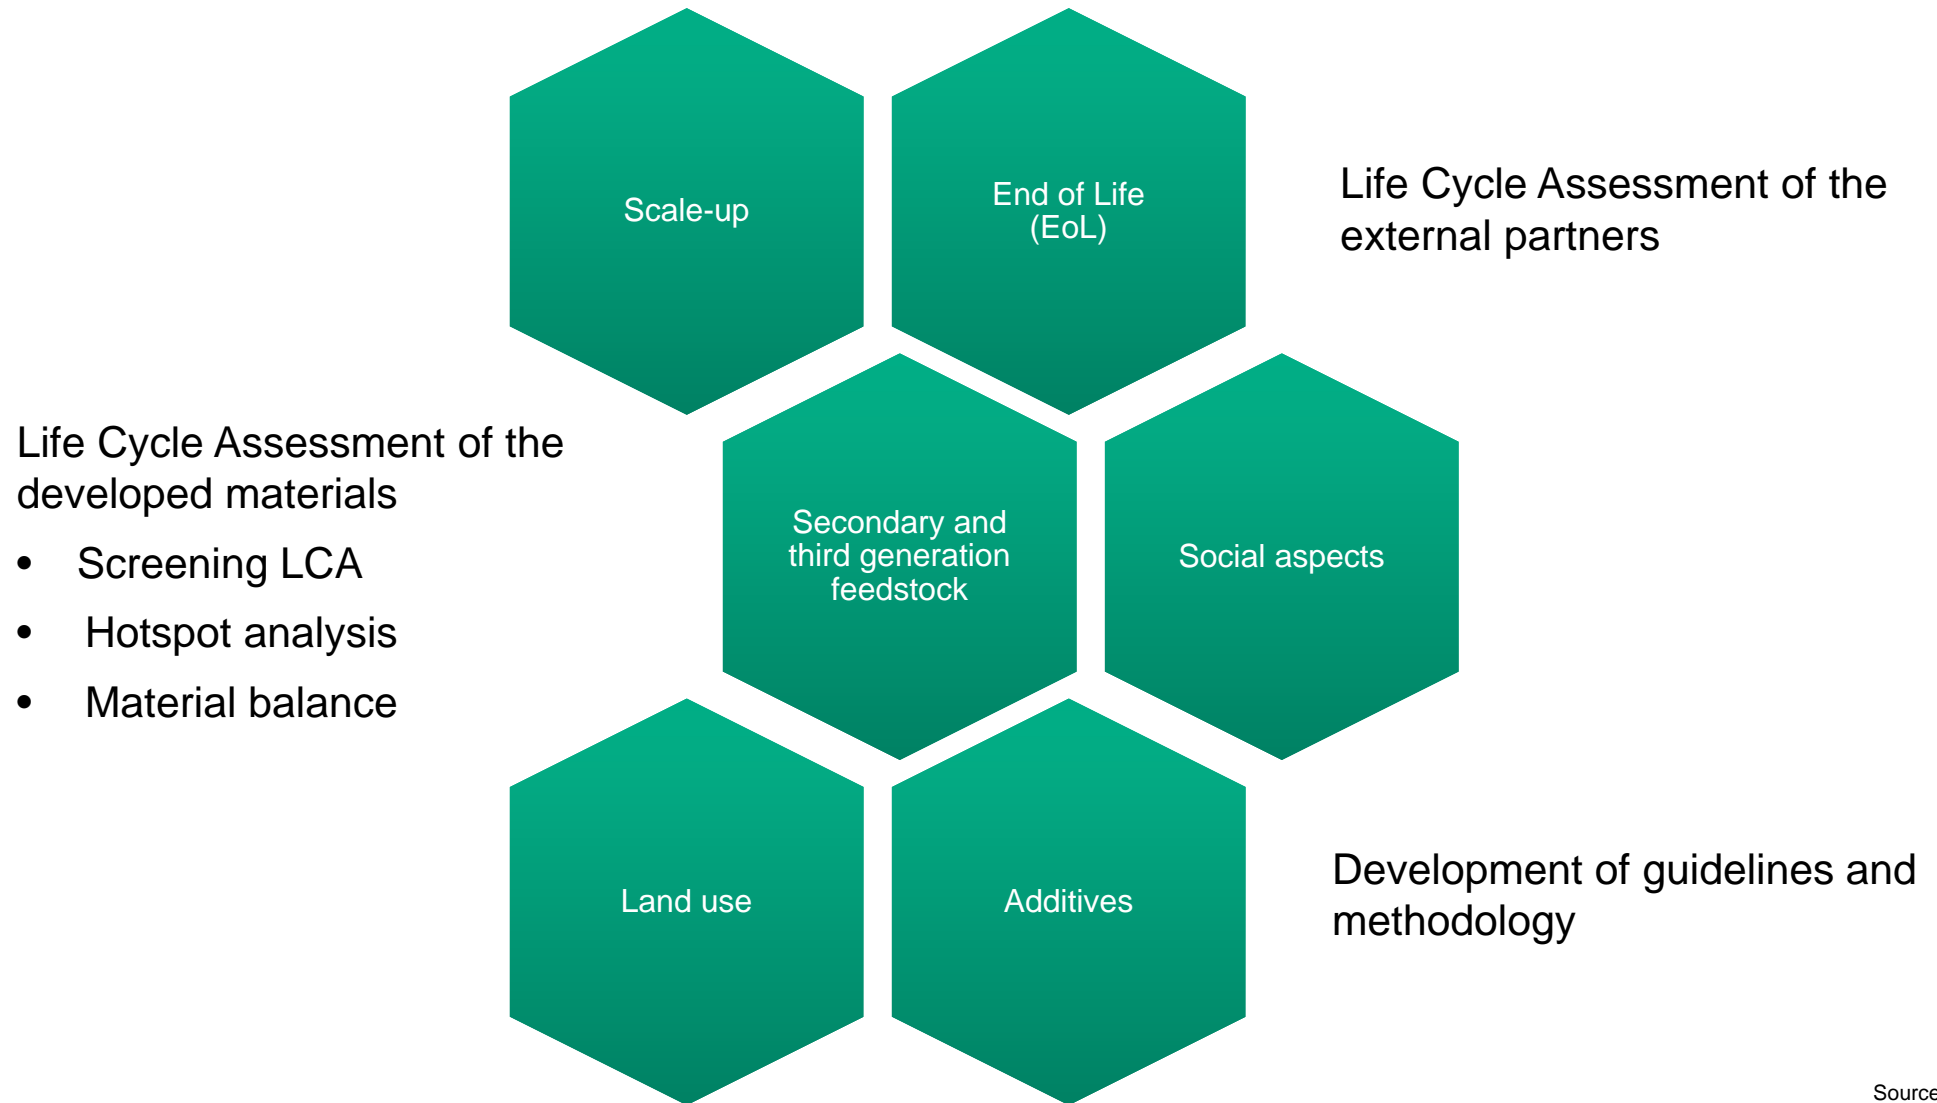 Scale-up
End of Life
(EoL)
Life Cycle Assessment of the
external partners
Life Cycle Assessment of the
developed materials
• Screening LCA
• Hotspot analysis
• Material balance
Secondary and
third generation
feedstock
Social aspects
Land use
Additives
Development of guidelines and
methodology
Source